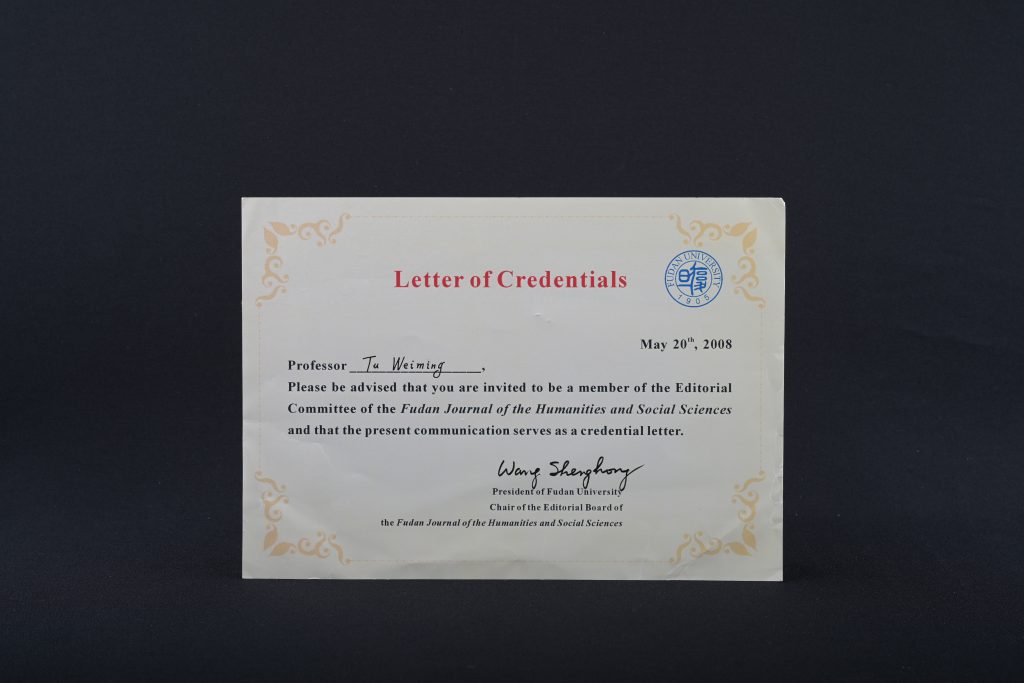 Letter of Credentials
FUDAN UNIVERSITY
1905
May 20th, 2008
Professor Tu Weiming,
Please be advised that you are invited to be a member of the Editorial
Committee of the Fudan Journal of the Humanities and Social Sciences
and that the present communication serves as a credential letter.
Wang Shenghong
President of Fudan University
Chair of the Editorial Board of
the Fudan Journal of the Humanities and Social Sciences